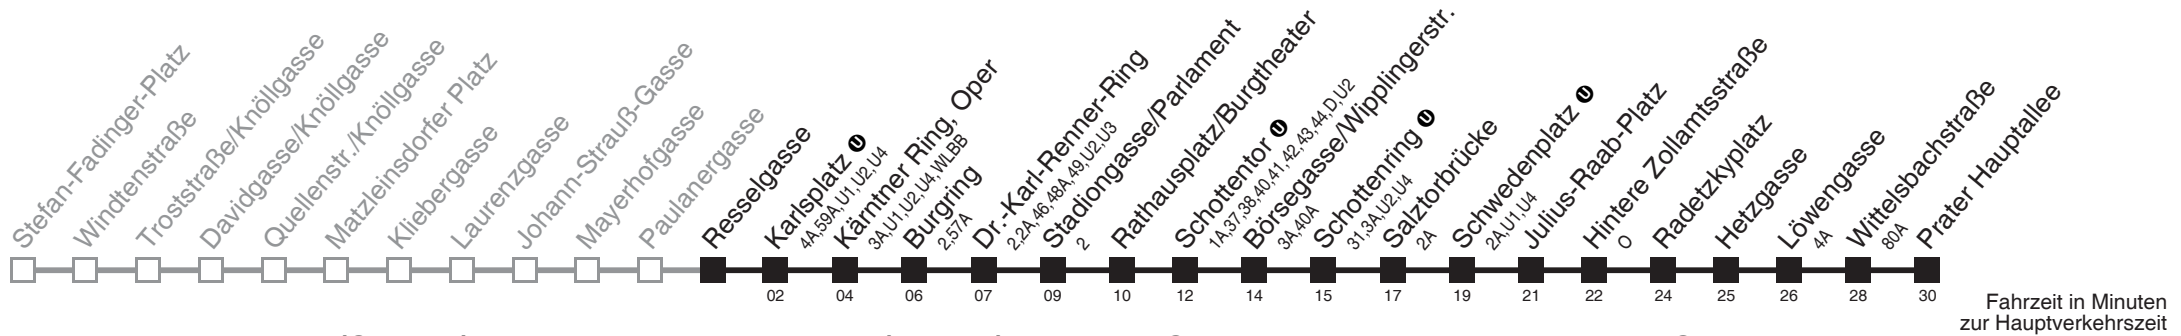 Stefan-Fadinger-Platz
Windtenstraße
Troststraße/Knöllgasse
Davidgasse/Knöllgasse
Quellenstr./Knöllgasse
Matzleinsdorfer Platz
Kliebergasse
Laurenzgasse
Johann-Strauß-Gasse
Mayerhofgasse
Paulanergasse
Resselgasse
Karlsplatz U
4A,59A,U1,U2,U4
Kärntner Ring, Oper
3A,U1,U2,U4,WLBB
Burgring
2,57A
Dr.-Karl-Renner-Ring
2,2A,46,48A,49,U2,U3
Stadiongasse/Parlament
2
Rathausplatz/Burgtheater
Schottentor U
1A,37,38,40,41,42,43,44,D,U2
Börsegasse/Wipplingerstr.
3A,40A
Schottenring U
31,3A,U2,U4
Salztorbrücke
2A
Schwedenplatz U
2A,U1,U4
Julius-Raab-Platz
Hintere Zollamtsstraße
O
Radetzkyplatz
Hetzgasse
Löwengasse
4A
Wittelsbachstraße
80A
Prater Hauptallee
02 04 06 07 09 10 12 14 15 17 19 21 22 24 25 26 28 30
Fahrzeit in Minuten
zur Hauptverkehrszeit